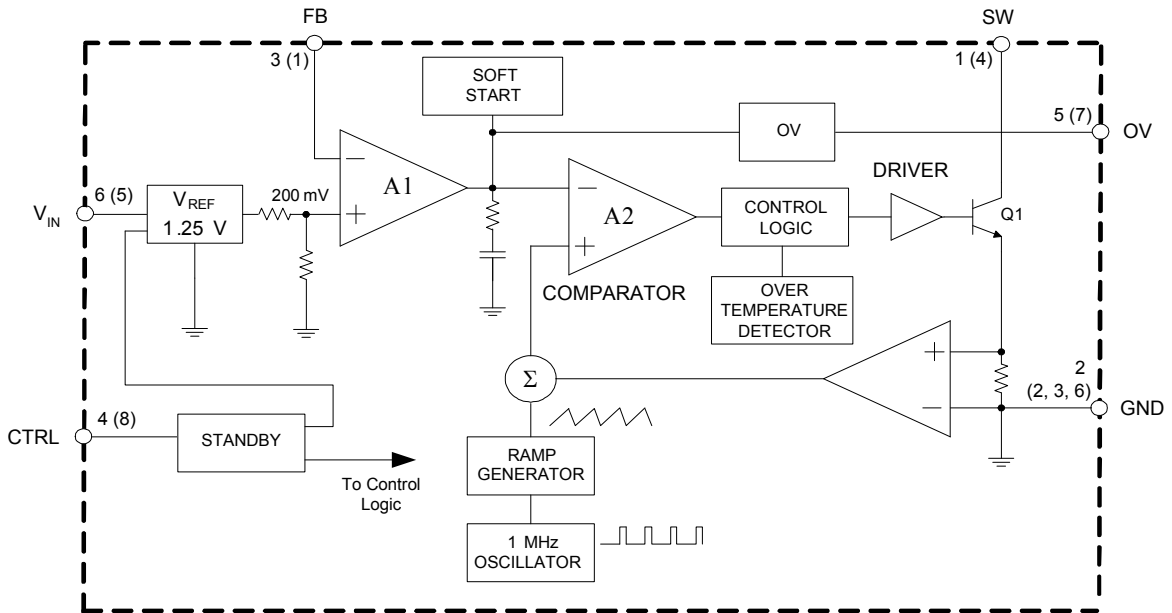 FB
SW
3 (1)
1 (4)
SOFT
START
5 (7)
OV
OV
DRIVER
6 (5)
V_IN
V_REF
1.25 V
200 mV
A1
A2
CONTROL
LOGIC
Q1
COMPARATOR
OVER
TEMPERATURE
DETECTOR
Σ
2
(2, 3, 6)
GND
CTRL
4 (8)
STANDBY
To Control
Logic
RAMP
GENERATOR
1 MHz
OSCILLATOR